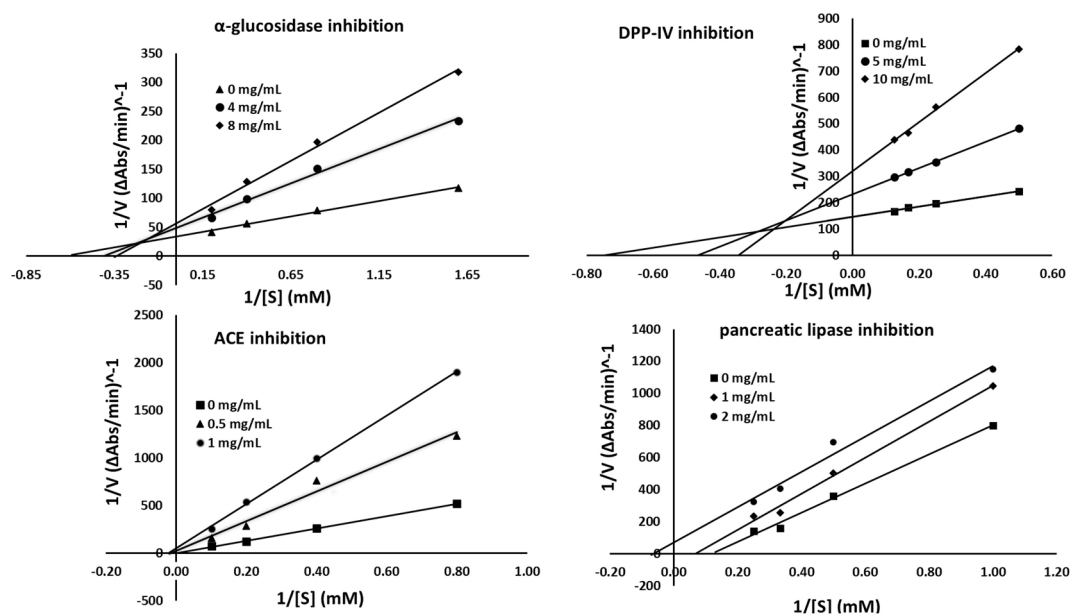 α-glucosidase inhibition
1/V (ΔAbs/min)^-1
350
300
250
200
150
100
50
0
-50
0 mg/mL
4 mg/mL
8 mg/mL
-0.85
-0.35
0.15
0.65
1.15
1.65
1/[S] (mM)
DPP-IV inhibition
1/V (ΔAbs/min)^-1
900
800
700
600
500
400
300
200
100
0
0 mg/mL
5 mg/mL
10 mg/mL
-0.80
-0.60
-0.40
-0.20
0.00
0.20
0.40
0.60
1/[S] (mM)
ACE inhibition
1/V (ΔAbs/min)^-1
2500
2000
1500
1000
500
0
-500
0 mg/mL
0.5 mg/mL
1 mg/mL
-0.20
0.00
0.20
0.40
0.60
0.80
1.00
1/[S] (mM)
pancreatic lipase inhibition
1/V (ΔAbs/min)^-1
1400
1200
1000
800
600
400
200
0
-200
0 mg/mL
1 mg/mL
2 mg/mL
-0.20
0.00
0.20
0.40
0.60
0.80
1.00
1.20
1/[S] (mM)